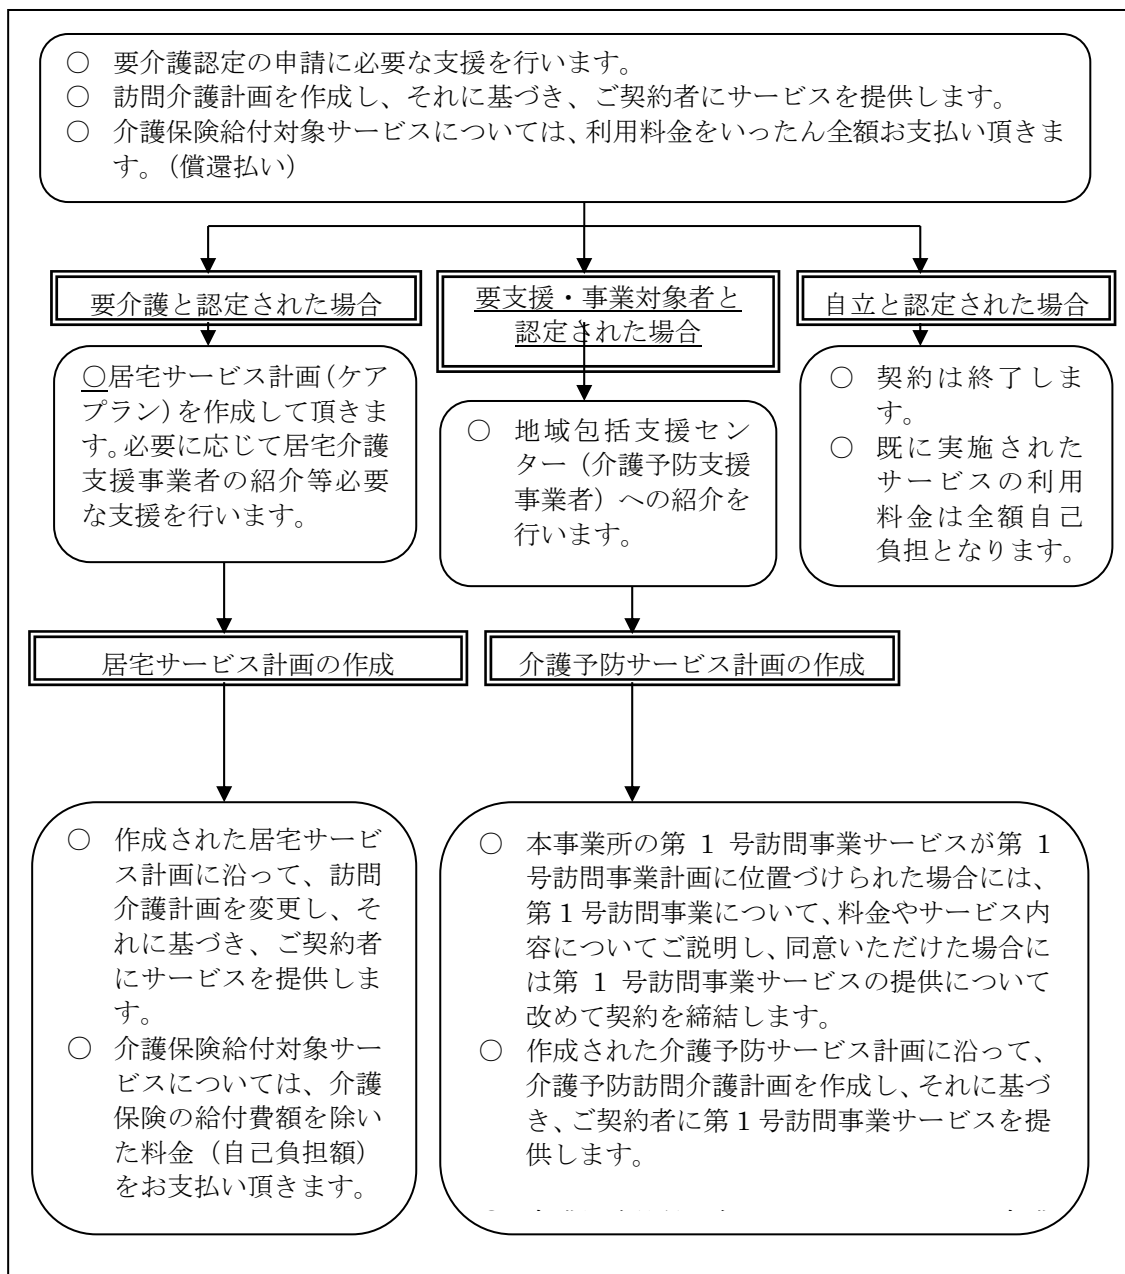 ○ 要介護認定の申請に必要な支援を行います。
○ 訪問介護計画を作成し、それに基づき、ご契約者にサービスを提供します。
○ 介護保険給付対象サービスについては、利用料金をいったん全額お支払い頂きま
す。（償還払い）
要介護と認定された場合
要支援・事業対象者と
認定された場合
自立と認定された場合
○居宅サービス計画（ケア
プラン）を作成して頂きま
す。必要に応じて居宅介護
支援事業者の紹介等必要
な支援を行います。
○ 地域包括支援セン
ター（介護予防支援
事業者）への紹介を
行います。
○ 契約は終了しま
す。
○ 既に実施された
サービスの利用
料金は全額自己
負担となります。
居宅サービス計画の作成
介護予防サービス計画の作成
○ 作成された居宅サービ
ス計画に沿って、訪問
介護計画を変更し、そ
れに基づき、ご契約者
にサービスを提供しま
す。
○ 介護保険給付対象サー
ビスについては、介護
保険の給付費額を除い
た料金（自己負担額）
をお支払い頂きます。
○ 本事業所の第 1 号訪問事業サービスが第 1
号訪問事業計画に位置づけられた場合には、
第1号訪問事業について、料金やサービス内
容についてご説明し、同意いただけた場合に
は第 1 号訪問事業サービスの提供について
改めて契約を締結します。
○ 作成された介護予防サービス計画に沿って、
介護予防訪問介護計画を作成し、それに基づ
き、ご契約者に第1号訪問事業サービスを提
供します。